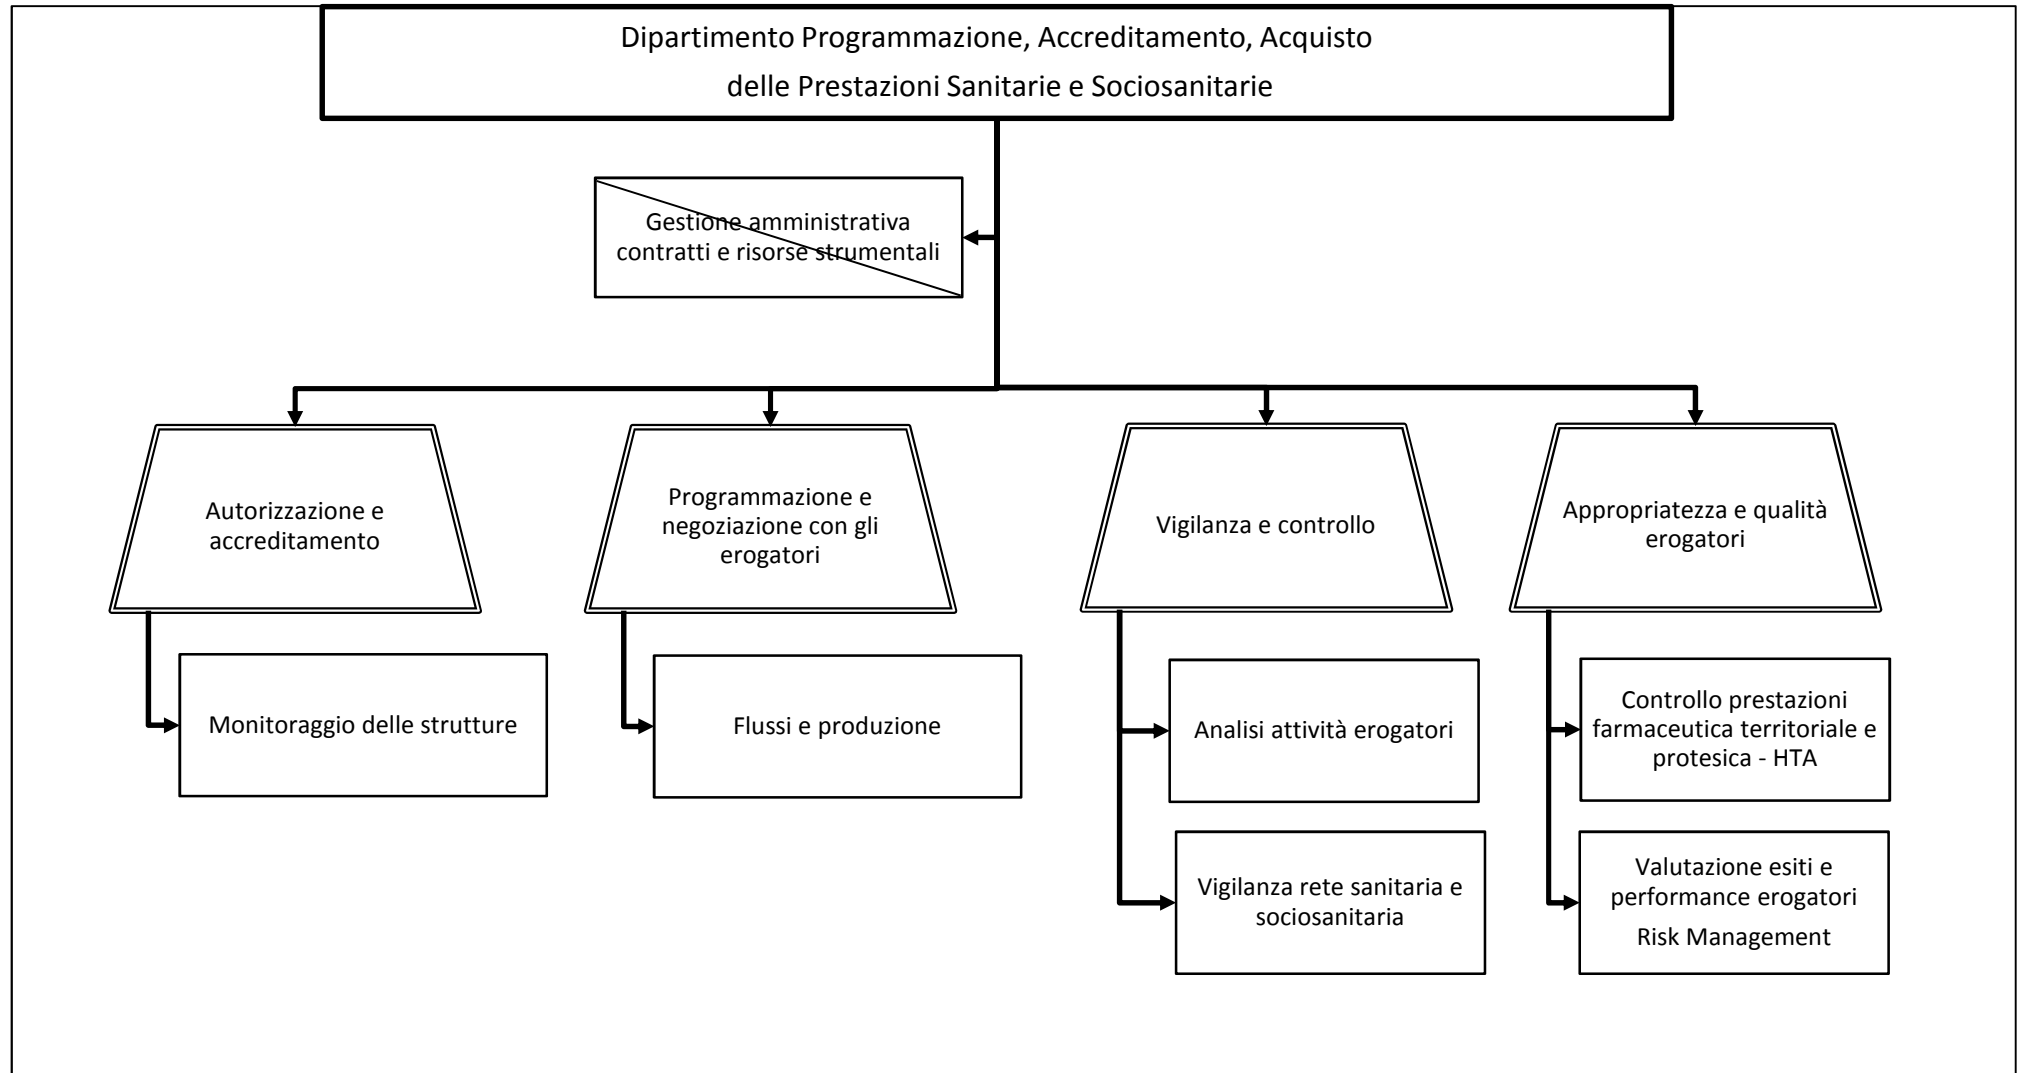 Dipartimento Programmazione, Accreditamento, Acquisto
delle Prestazioni Sanitarie e Sociosanitarie
Gestione amministrativa
contratti e risorse strumentali
Autorizzazione e
accreditamento
Programmazione e
negoziazione con gli
erogatori
Vigilanza e controllo
Appropriatezza e qualità
erogatori
Monitoraggio delle strutture
Flussi e produzione
Analisi attività erogatori
Controllo prestazioni
farmaceutica territoriale e
protesica - HTA
Vigilanza rete sanitaria e
sociosanitaria
Valutazione esiti e
performance erogatori
Risk Management